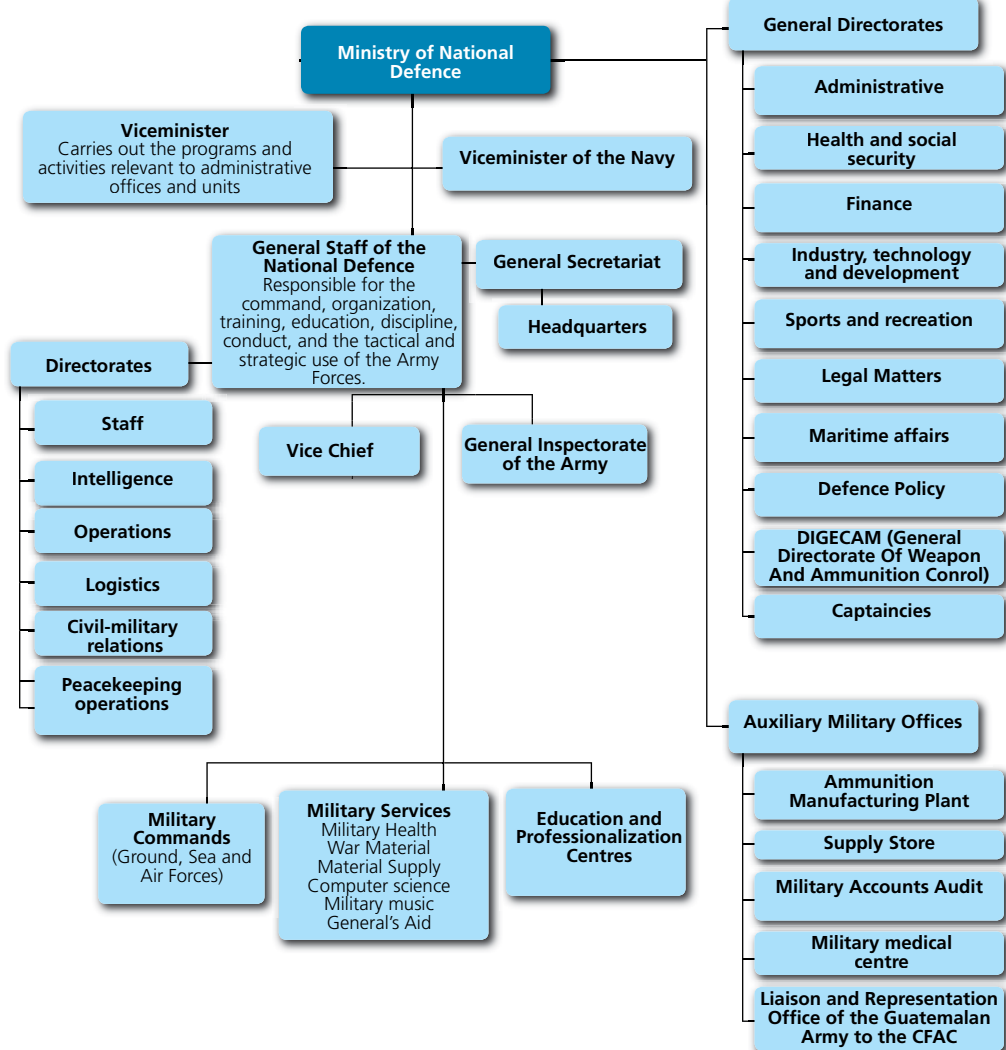 Ministry of National
Defence
Viceminister
Carries out the programs and
activities relevant to administrative
offices and units
Viceminister of the Navy
General Staff of the
National Defence
Responsible for the
command, organization,
training, education, discipline,
conduct, and the tactical and
strategic use of the Army
Forces.
General Secretariat
Headquarters
Directorates
Staff
Intelligence
Operations
Logistics
Civil-military
relations
Peacekeeping
operations
Vice Chief
General Inspectorate
of the Army
Military
Commands
(Ground, Sea and
Air Forces)
Military Services
Military Health
War Material
Material Supply
Computer science
Military music
General's Aid
Education and
Professionalization
Centres
General Directorates
Administrative
Health and social
security
Finance
Industry, technology
and development
Sports and recreation
Legal Matters
Maritime affairs
Defence Policy
DIGECAM (General
Directorate Of Weapon
And Ammunition Conrol)
Captaincies
Auxiliary Military Offices
Ammunition
Manufacturing Plant
Supply Store
Military Accounts Audit
Military medical
centre
Liaison and Representation
Office of the Guatemalan
Army to the CFAC